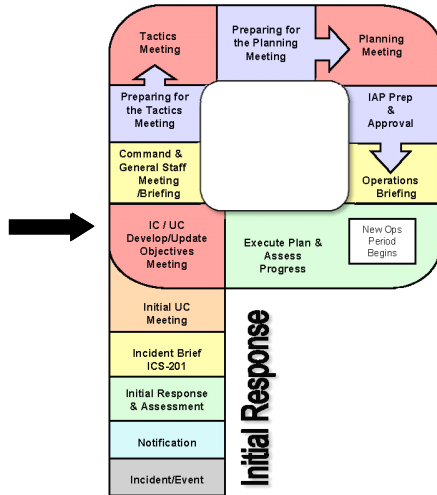 Tactics
Meeting
Preparing for
the Planning
Meeting
Planning
Meeting
Preparing for
the Tactics
Meeting
IAP Prep
&
Approval
Command &
General Staff
Meeting
/Briefing
Operations
Briefing
IC / UC
Develop/Update
Objectives
Meeting
Execute Plan &
Assess
Progress
New Ops
Period
Begins
Initial UC
Meeting
Incident Brief
ICS-201
Initial Response
& Assessment
Notification
Incident/Event
Initial Response